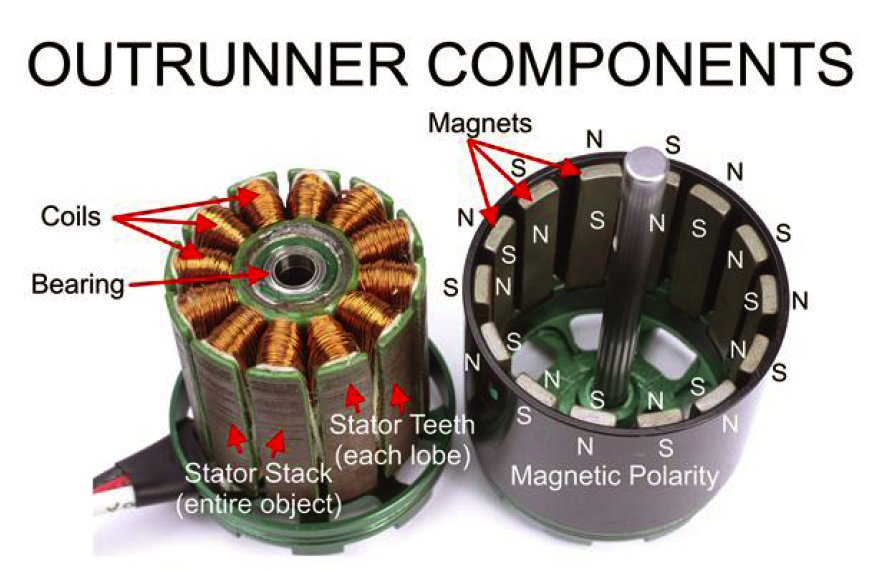 OUTRUNNER COMPONENTS
Magnets
Coils
Bearing
Stator Teeth
(each lobe)
Stator Stack
(entire object)
N
S
S
N
N
S
S
N
N
S
S
N
N
S
S
N
S
N
S
N
N
S
S
N
N
S
S
N
Magnetic Polarity